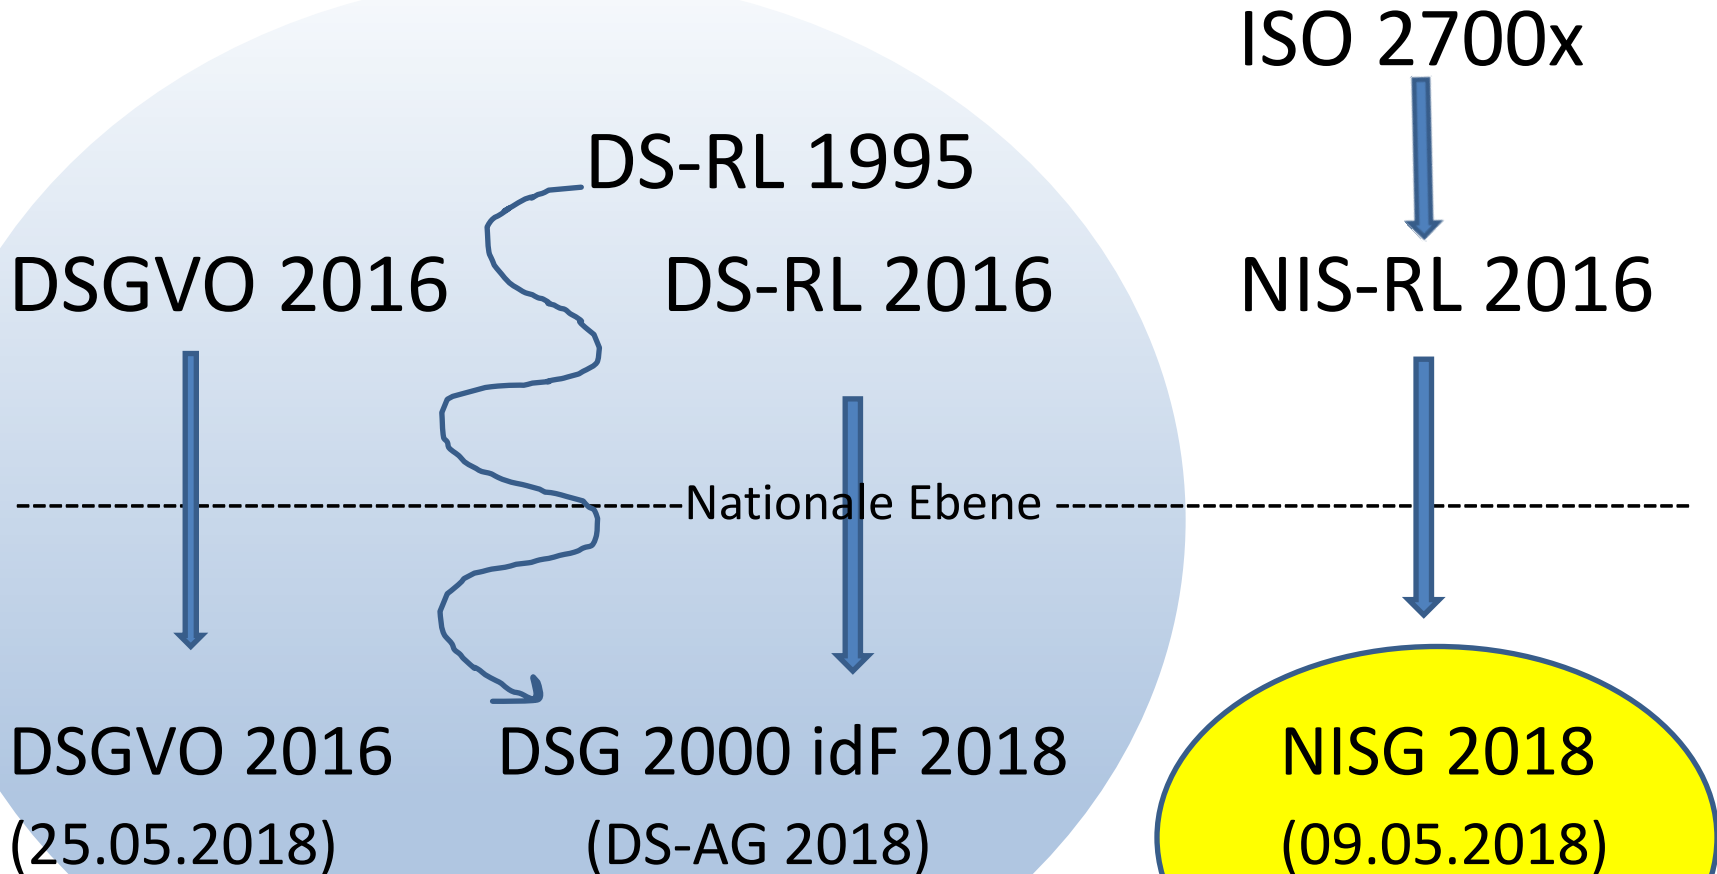 ISO 2700x
DS-RL 1995
DSGVO 2016 DS-RL 2016 NIS-RL 2016
Nationale Ebene
DSGVO 2016 DSG 2000 idF 2018 NISG 2018
(25.05.2018) (DS-AG 2018) (09.05.2018)